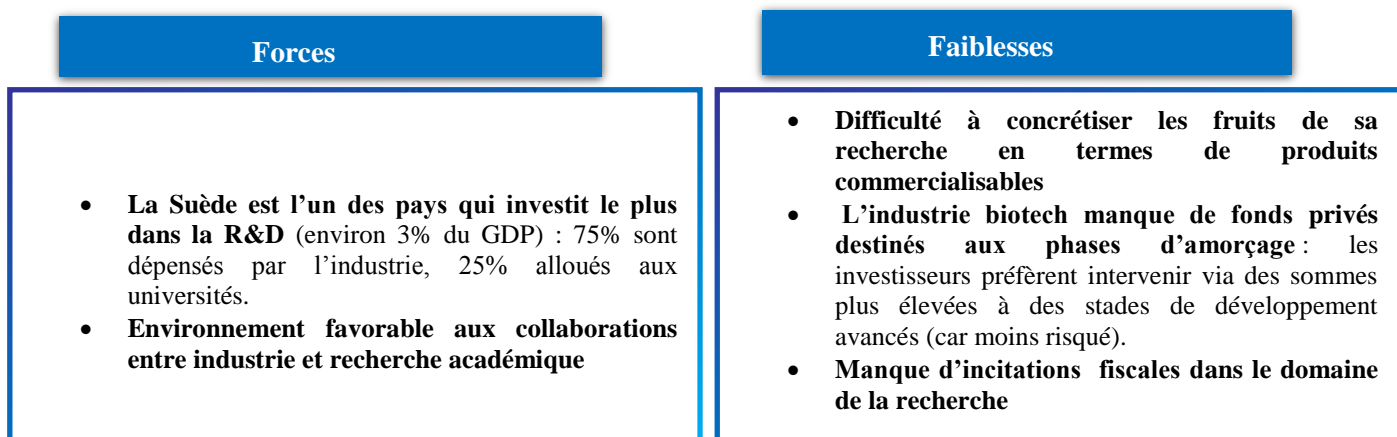 Forces
• La Suède est l’un des pays qui investit le plus
dans la R&D (environ 3% du GDP) : 75% sont
dépensés par l’industrie, 25% alloués aux
universités.
• Environnement favorable aux collaborations
entre industrie et recherche académique
Faiblesses
• Difficulté à concrétiser les fruits de sa
recherche en termes de produits
commercialisables
• L’industrie biotech manque de fonds privés
destinés aux phases d’amorçage : les
investisseurs préfèrent intervenir via des sommes
plus élevées à des stades de développement
avancés (car moins risqué).
• Manque d’incitations fiscales dans le domaine
de la recherche